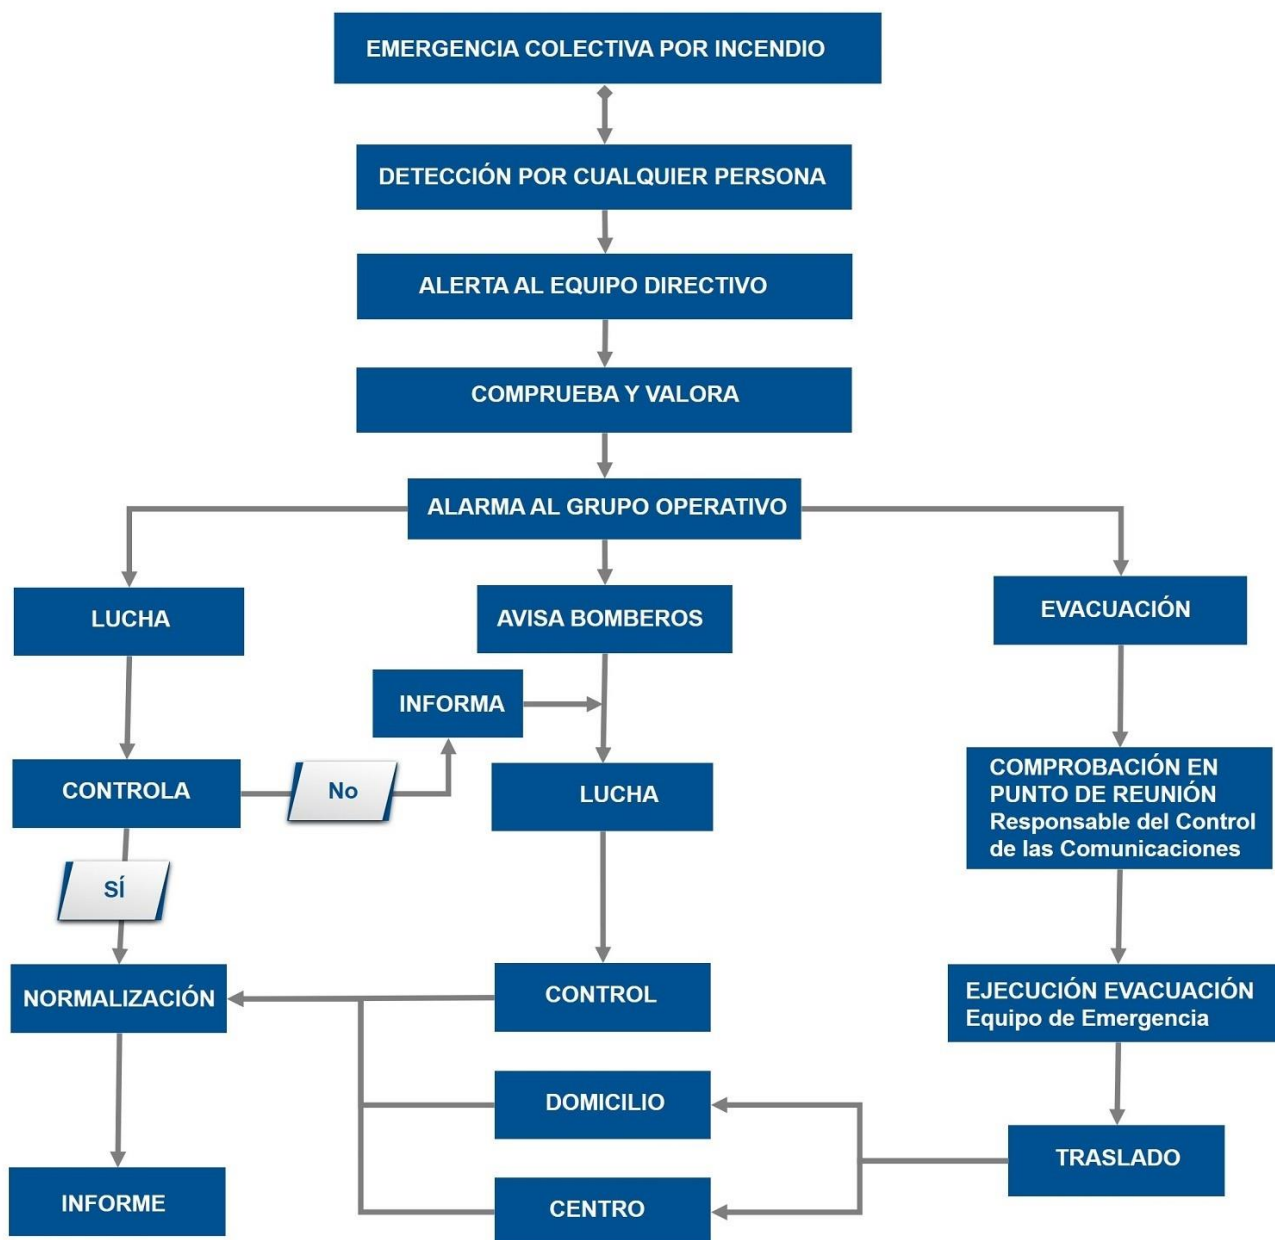 EMERGENCIA COLECTIVA POR INCENDIO
DETECCIÓN POR CUALQUIER PERSONA
ALERTA AL EQUIPO DIRECTIVO
COMPRUEBA Y VALORA
ALARMA AL GRUPO OPERATIVO
LUCHA
AVISA BOMBEROS
EVACUACIÓN
INFORMA
CONTROLA
No
LUCHA
COMPROBACIÓN EN
PUNTO DE REUNIÓN
Responsable del Control
de las Comunicaciones
SÍ
NORMALIZACIÓN
CONTROL
EJECUCIÓN EVACUACIÓN
Equipo de Emergencia
DOMICILIO
TRASLADO
INFORME
CENTRO